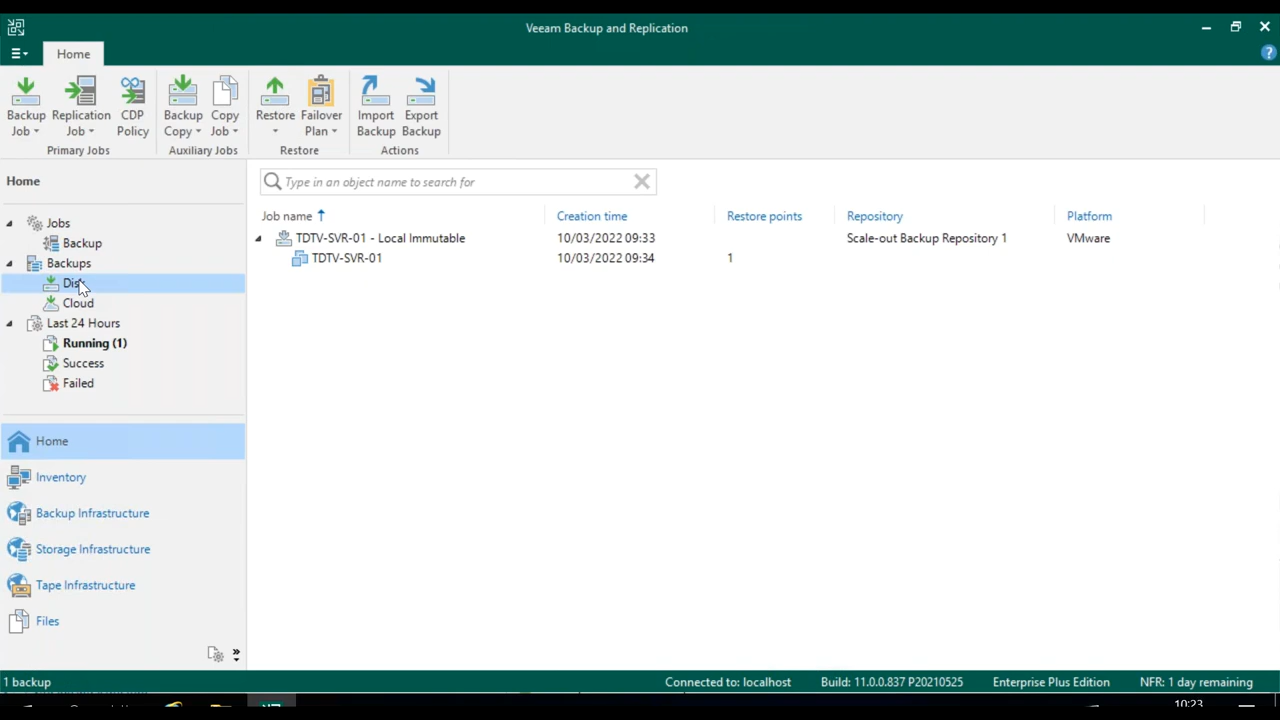 Veeam Backup and Replication
Home
Backup Job
Replication Job
CDP Policy
Backup Copy
Copy Job
Restore
Failover Plan
Import Backup
Export Backup
Primary Jobs
Auxiliary Jobs
Restore
Actions
Home
Type in an object name to search for
Jobs
Backup
Backups
Disk
Cloud
Last 24 Hours
Running (1)
Success
Failed
Home
Inventory
Backup Infrastructure
Storage Infrastructure
Tape Infrastructure
Files
Job name Creation time Restore points Repository Platform
TDTV-SVR-01 - Local Immutable 10/03/2022 09:33 Scale-out Backup Repository 1 VMware
TDTV-SVR-01 10/03/2022 09:34 1
1 backup Connected to: localhost Build: 11.0.0.837 P20210525 Enterprise Plus Edition NFR: 1 day remaining
10:23